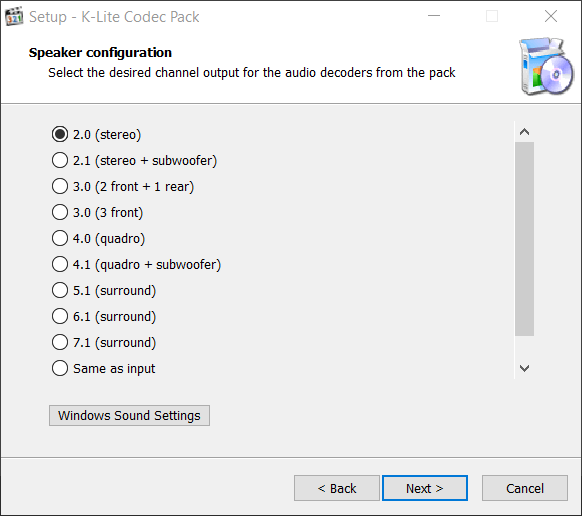 Setup - K-Lite Codec Pack
Speaker configuration
Select the desired channel output for the audio decoders from the pack
2.0 (stereo)
2.1 (stereo + subwoofer)
3.0 (2 front + 1 rear)
3.0 (3 front)
4.0 (quadro)
4.1 (quadro + subwoofer)
5.1 (surround)
6.1 (surround)
7.1 (surround)
Same as input
Windows Sound Settings
< Back Next > Cancel